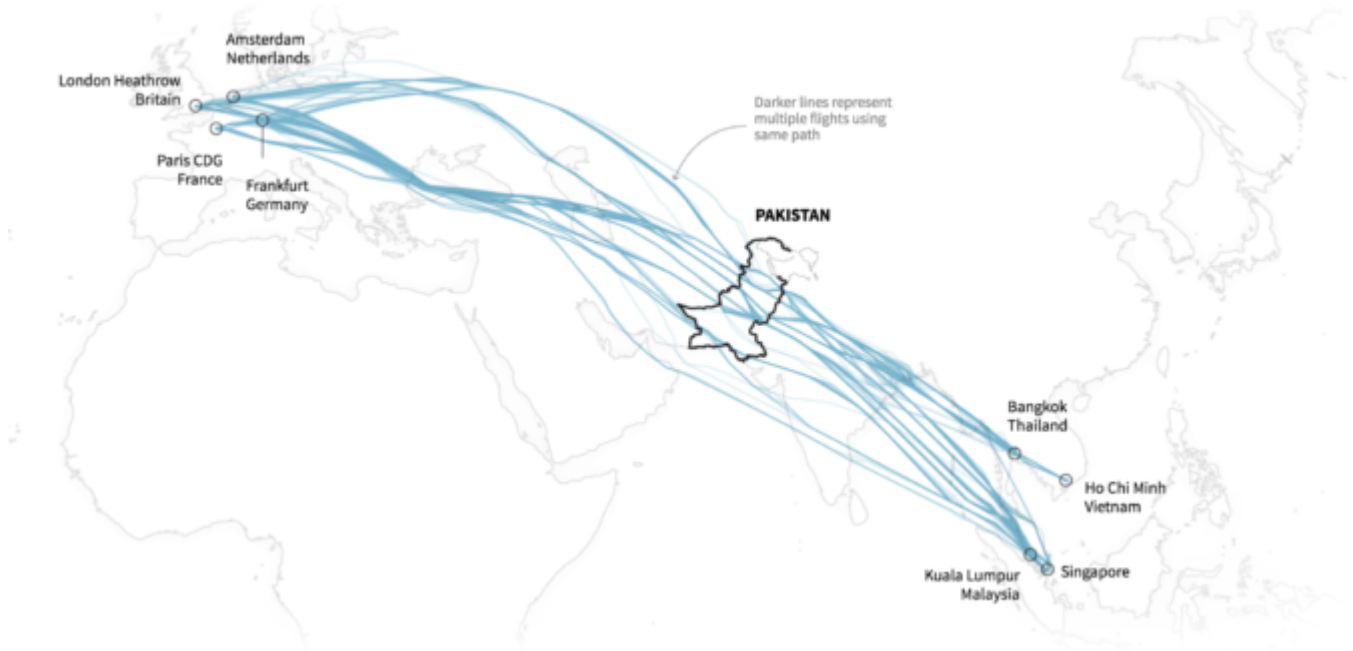 Amsterdam
Netherlands
London Heathrow
Britain
Paris CDG
France
Frankfurt
Germany
Darker lines represent
multiple flights using
same path
PAKISTAN
Bangkok
Thailand
Ho Chi Minh
Vietnam
Kuala Lumpur
Malaysia
Singapore